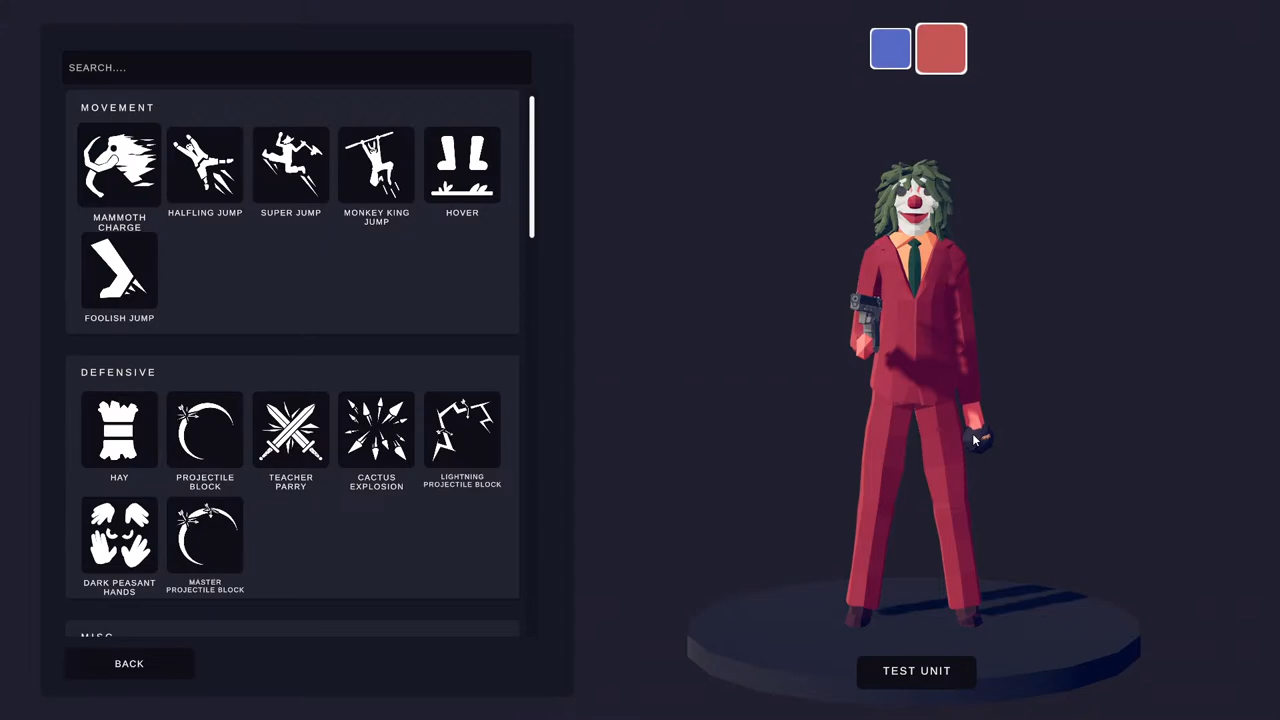 SEARCH....
MOVEMENT
MAMMOTH
CHARGE
HALFLING JUMP
SUPER JUMP
MONKEY KING
JUMP
HOVER
FOOLISH JUMP
DEFENSIVE
HAY
PROJECTILE
BLOCK
TEACHER
PARRY
CACTUS
EXPLOSION
LIGHTNING
PROJECTILE BLOCK
DARK PEASANT
HANDS
MASTER
PROJECTILE BLOCK
MISC
BACK
TEST UNIT